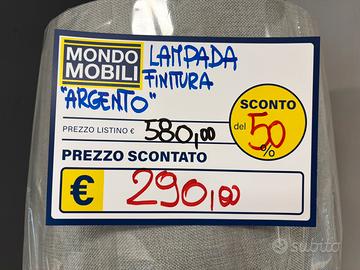 MONDO
MOBILI
LAMPADA
FINITURA
"ARGENTO"
SCONTO
del 50
%
PREZZO LISTINO € 580,00
PREZZO SCONTATO
€ 290,00
subito